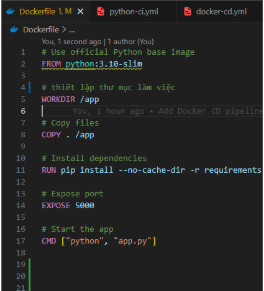 Dockerfile 1, M
python-ci.yml
docker-cd.yml
Dockerfile > ...
You, 1 second ago | 1 author (You)
1 # Use official Python base image
2 FROM python:3.10-slim
3
4 # thiết lập thư mục làm việc
5 WORKDIR /app
6 You, 1 hour ago • Add Docker CD pipeline
7 # Copy files
8 COPY . /app
9
10 # Install dependencies
11 RUN pip install --no-cache-dir -r requirements
12
13 # Expose port
14 EXPOSE 5000
15
16 # Start the app
17 CMD ["python", "app.py"]
18
19
20
21